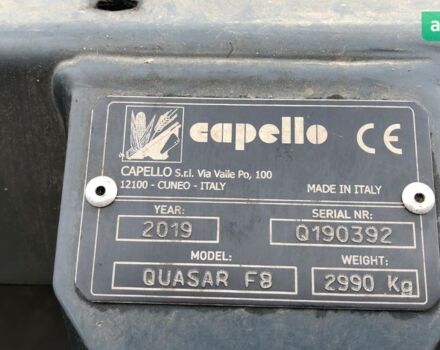 a
capello CE
CAPELLO S.r.l. Via Valle Po, 100
12100 - CUNEO - ITALY
MADE IN ITALY
YEAR: SERIAL NR:
2019 Q190392
MODEL: WEIGHT:
QUASAR F8 2990 Kg